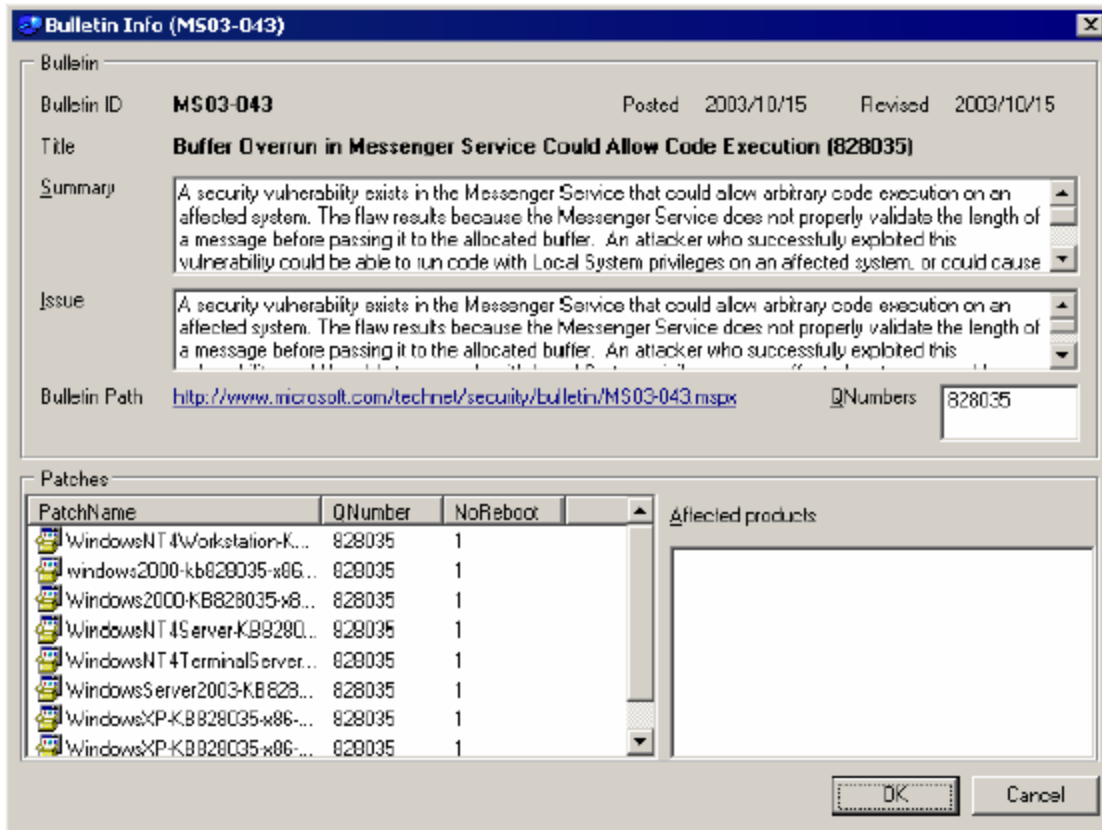 Bulletin Info (MS03-043)
Bulletin
Bulletin ID MS03-043 Posted 2003/10/15 Revised 2003/10/15
Title Buffer Overrun in Messenger Service Could Allow Code Execution (828035)
Summary
A security vulnerability exists in the Messenger Service that could allow arbitrary code execution on an
affected system. The flaw results because the Messenger Service does not properly validate the length of
a message before passing it to the allocated buffer. An attacker who successfully exploited this
vulnerability could be able to run code with Local System privileges on an affected system, or could cause
Issue
A security vulnerability exists in the Messenger Service that could allow arbitrary code execution on an
affected system. The flaw results because the Messenger Service does not properly validate the length of
a message before passing it to the allocated buffer. An attacker who successfully exploited this
Bulletin Path http://www.microsoft.com/technet/security/bulletin/MS03-043.mspx QNumbers 828035
Patches
PatchName QNumber NoReboot Affected products
WindowsNT4Workstation-K... 828035 1
windows2000-kb828035-x86... 828035 1
Windows2000-KB828035-x8... 828035 1
WindowsNT4Server-KB8280... 828035 1
WindowsNT4TerminalServer... 828035 1
WindowsServer2003-KB828... 828035 1
WindowsXP-KB828035-x86-... 828035 1
WindowsXP-KB828035-x86-... 828035 1
OK Cancel